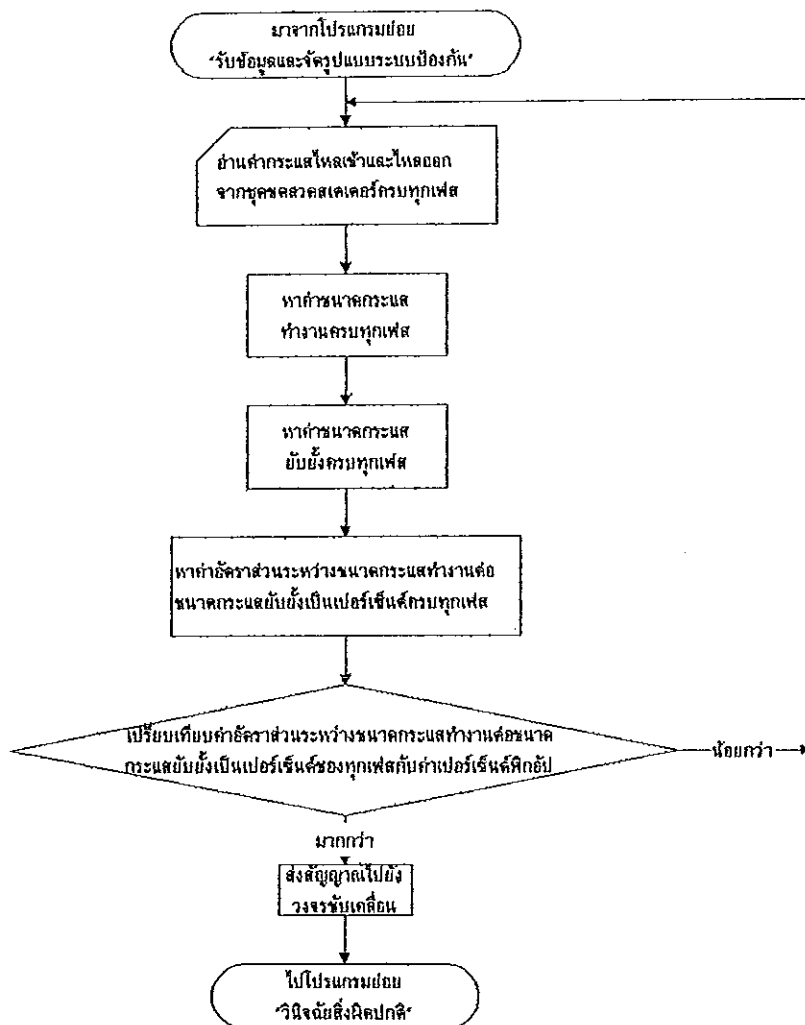 มาจากโปรแกรมย่อย
"รับข้อมูลและจัดรูปแบบระบบป้องกัน"
อ่านค่ากระแสไหลเข้าและไหลออก
จากชุดขดลวดสเตเตอร์ครบทุกเฟส
หาค่าขนาดกระแส
ทำงานครบทุกเฟส
หาค่าขนาดกระแส
ยับยั้งครบทุกเฟส
หาค่าอัตราส่วนระหว่างขนาดกระแสทำงานต่อ
ขนาดกระแสยับยั้งเป็นเปอร์เซ็นต์ครบทุกเฟส
เปรียบเทียบค่าอัตราส่วนระหว่างขนาดกระแสทำงานต่อขนาด
กระแสยับยั้งเป็นเปอร์เซ็นต์ของทุกเฟสกับค่าเปอร์เซ็นต์พิกอัป
น้อยกว่า
มากกว่า
ส่งสัญญาณไปยัง
วงจรขับเคลื่อน
ไปโปรแกรมย่อย
"วินิจฉัยสิ่งผิดปกติ"